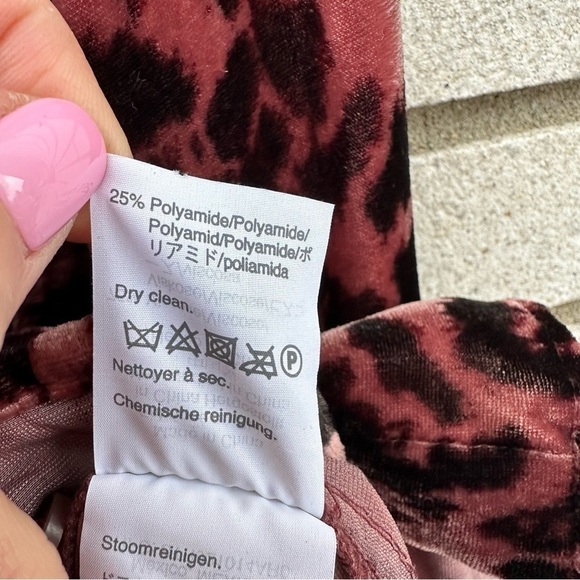 25% Polyamide/Polyamide/
Polyamid/Polyamide/ポ
リアミド/poliamida
Dry clean.
P
Nettoyer à sec.
Chemische reinigung.
Stoomreinigen.